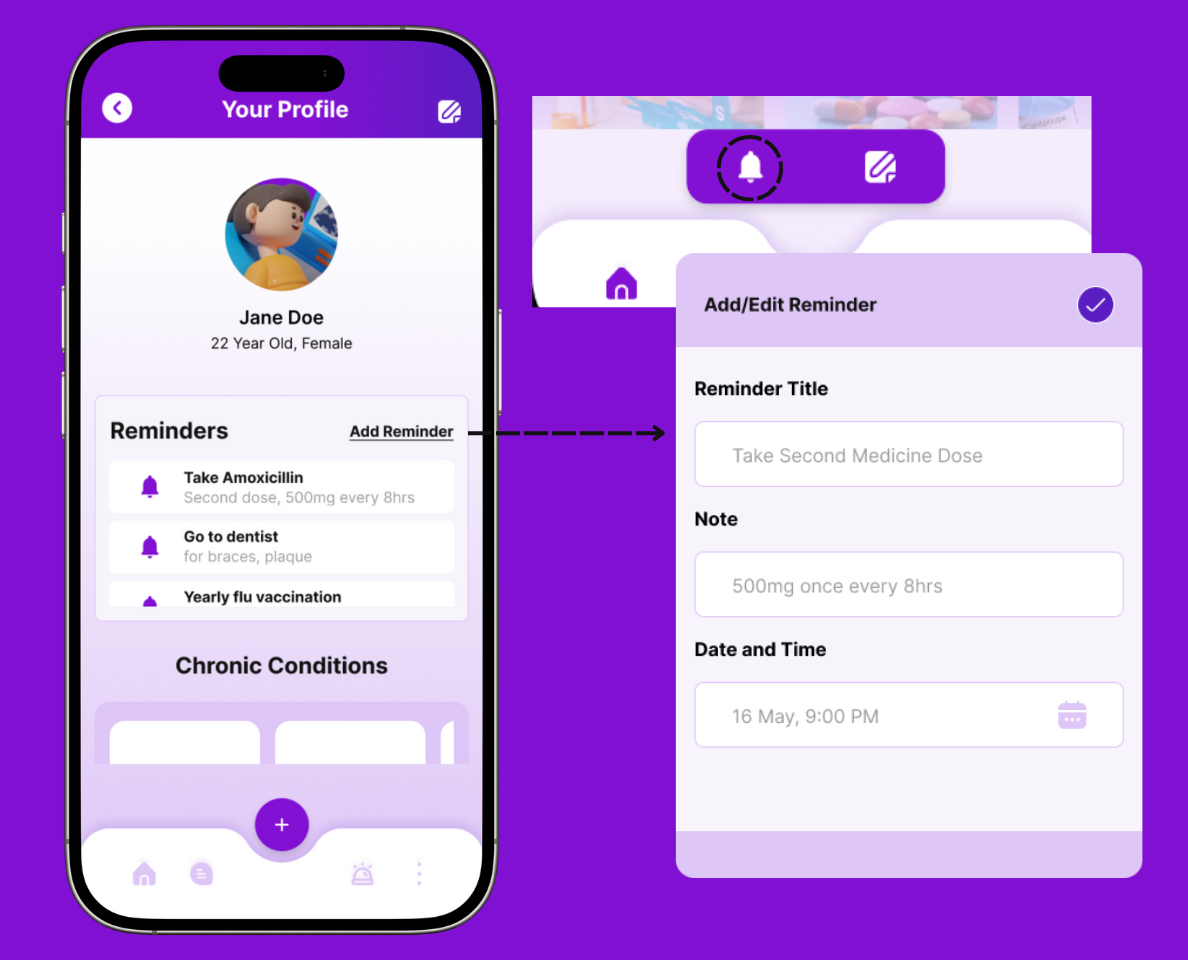 Your Profile
Jane Doe
22 Year Old, Female
Reminders
Add Reminder
Take Amoxicillin
Second dose, 500mg every 8hrs
Go to dentist
for braces, plaque
Yearly flu vaccination
Chronic Conditions
+
$
Cantaloupe
Add/Edit Reminder
Reminder Title
Take Second Medicine Dose
Note
500mg once every 8hrs
Date and Time
16 May, 9:00 PM